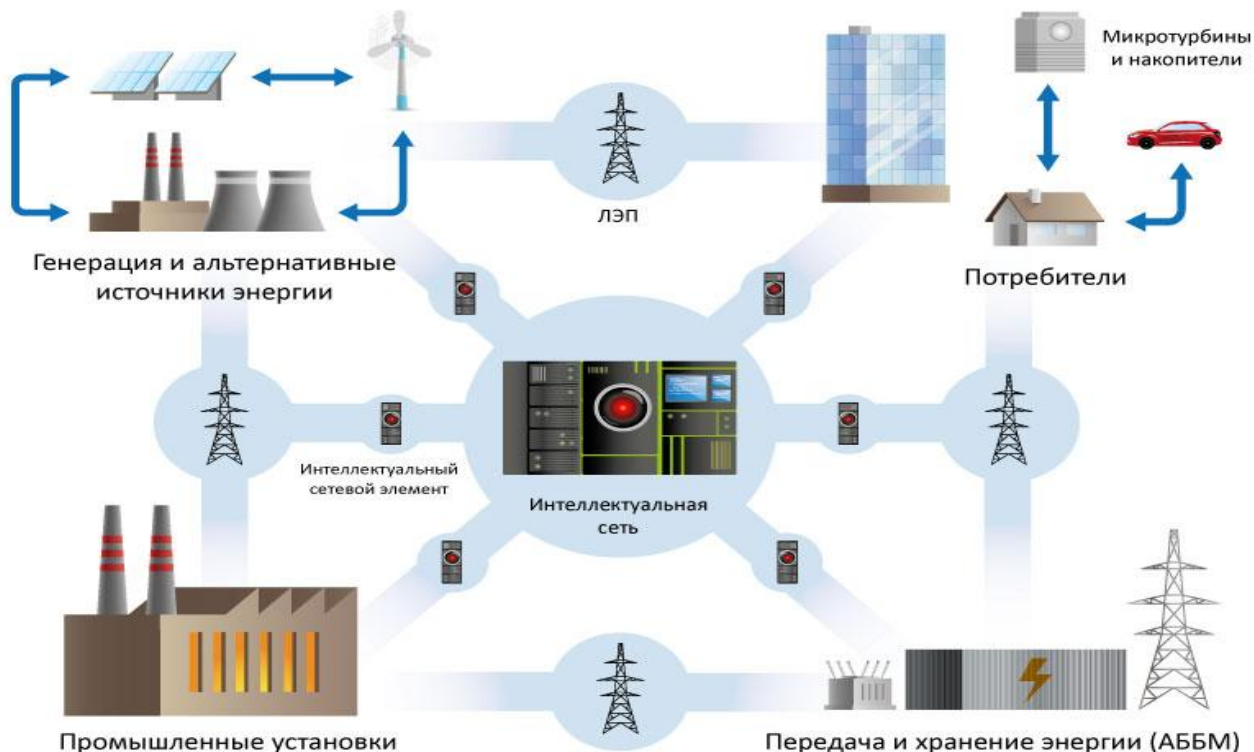 Микротурбины
и накопители
ЛЭП
Генерация и альтернативные
источники энергии
Потребители
Интеллектуальный
сетевой элемент
Интеллектуальная
сеть
Промышленные установки
Передача и хранение энергии (АББМ)